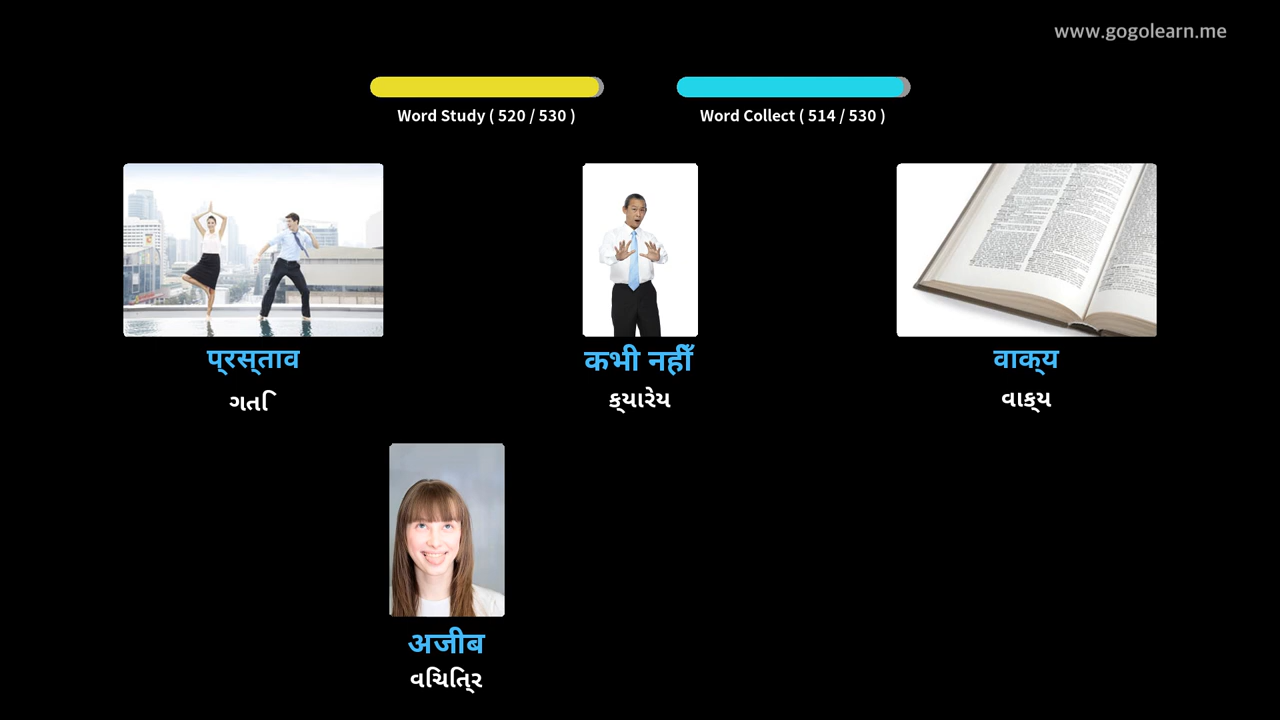 www.gogolearn.me
Word Study ( 520 / 530 )
Word Collect ( 514 / 530 )
प्रस्ताव
कभी नहीँ
वाक्य
ગતિ
ક્યારેય
વાક્ય
अजीब
વિચિત્ર